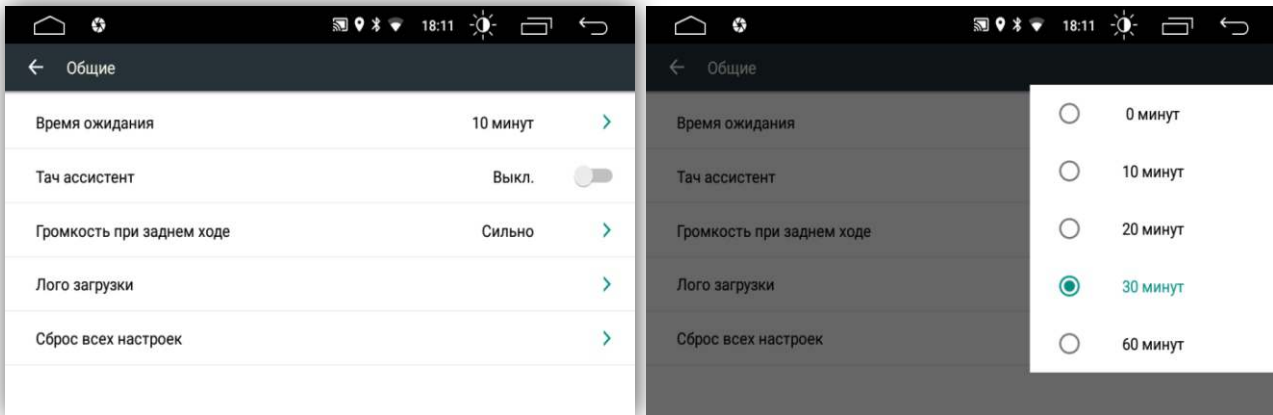 18:11
Общие
Время ожидания 10 минут
Тач ассистент Выкл.
Громкость при заднем ходе Сильно
Лого загрузки
Сброс всех настроек
18:11
Общие
Время ожидания
Тач ассистент
Громкость при заднем ходе
Лого загрузки
Сброс всех настроек
0 минут
10 минут
20 минут
30 минут
60 минут